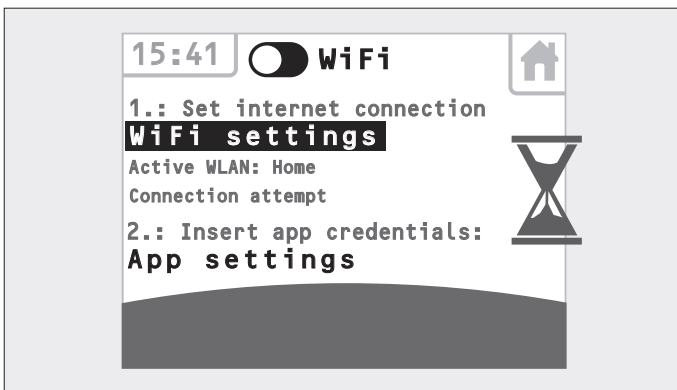 15:41 WiFi
1.: Set internet connection
WiFi settings
Active WLAN: Home
Connection attempt
2.: Insert app credentials:
App settings